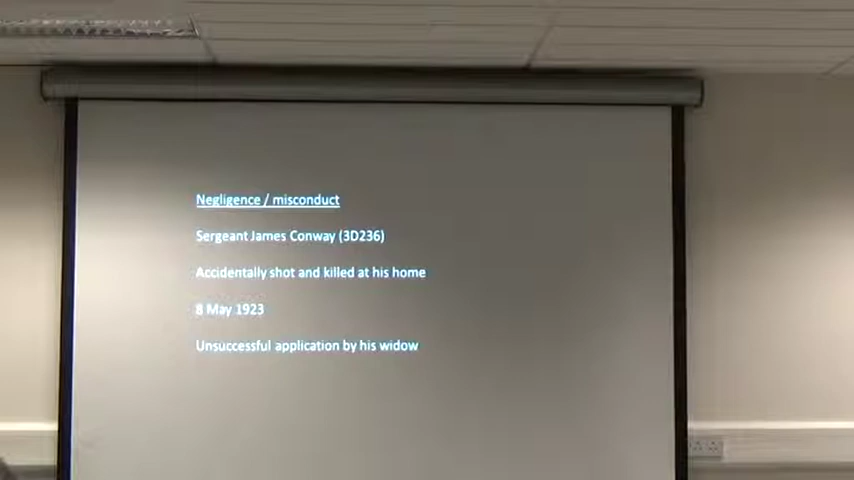 Negligence / misconduct
Sergeant James Conway (3D236)
Accidentally shot and killed at his home
8 May 1923
Unsuccessful application by his widow